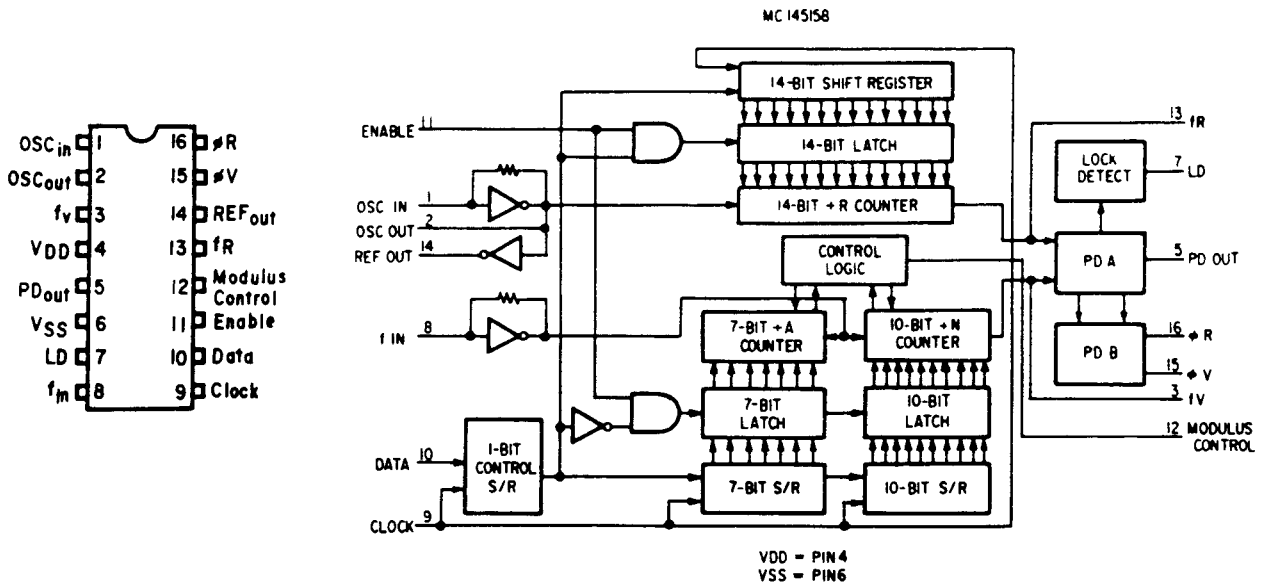 MC 145158
OSCin 1
OSCout 2
fv 3
VDD 4
PDout 5
VSS 6
LD 7
fin 8
16 øR
15 øV
14 REFout
13 fR
12 Modulus Control
11 Enable
10 Data
9 Clock
ENABLE 11
OSC IN 1
OSC OUT 2
REF OUT 14
f IN 8
DATA 10
CLOCK 9
14-BIT SHIFT REGISTER
14-BIT LATCH
14-BIT ÷R COUNTER
CONTROL
LOGIC
7-BIT ÷A
COUNTER
10-BIT ÷N
COUNTER
7-BIT
LATCH
10-BIT
LATCH
1-BIT
CONTROL
S/R
7-BIT S/R
10-BIT S/R
LOCK
DETECT
PD A
PD B
13 fR
7 LD
5 PD OUT
16 ø R
15 ø V
3 fV
12 MODULUS
CONTROL
VDD = PIN 4
VSS = PIN6